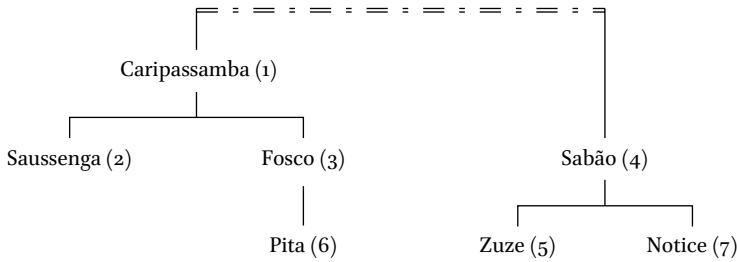 Caripassamba (1)
Saussenga (2) Fosco (3) Sabão (4)
Pita (6) Zuze (5) Notice (7)